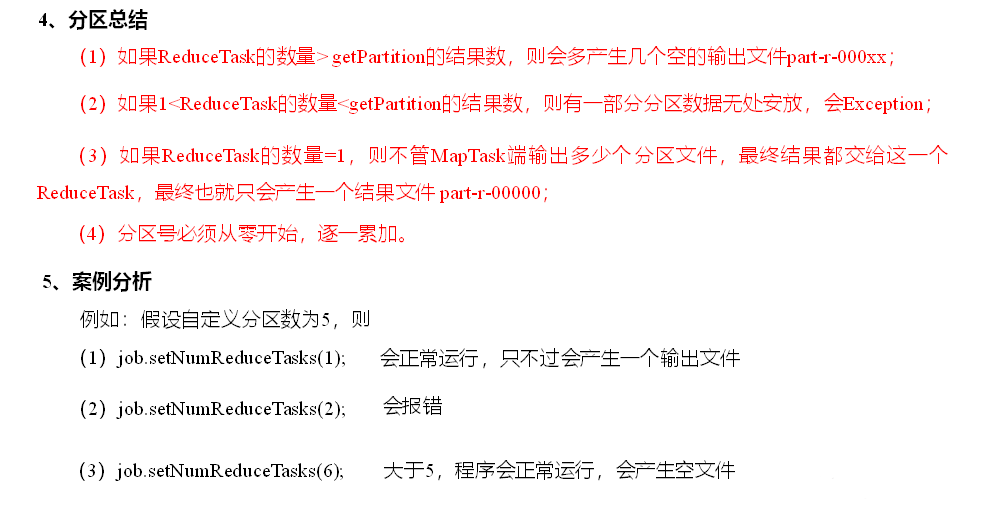 4、分区总结
（1）如果ReduceTask的数量> getPartition的结果数，则会多产生几个空的输出文件part-r-000xx；
（2）如果1<ReduceTask的数量<getPartition的结果数，则有一部分分区数据无处安放，会Exception；
（3）如果ReduceTask的数量=1，则不管MapTask端输出多少个分区文件，最终结果都交给这一个
ReduceTask，最终也就只会产生一个结果文件 part-r-00000；
（4）分区号必须从零开始，逐一累加。
5、案例分析
例如：假设自定义分区数为5，则
（1）job.setNumReduceTasks(1); 会正常运行，只不过会产生一个输出文件
（2）job.setNumReduceTasks(2); 会报错
（3）job.setNumReduceTasks(6); 大于5，程序会正常运行，会产生空文件